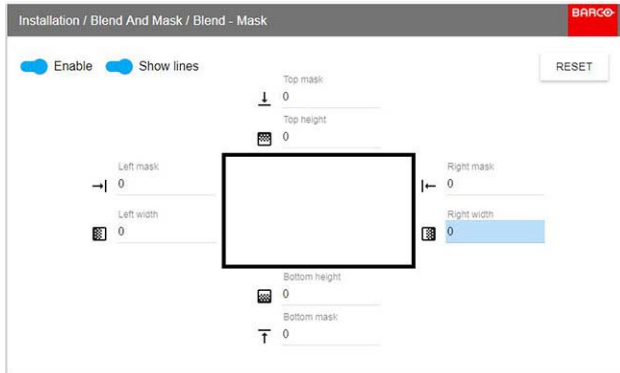 Installation / Blend And Mask / Blend - Mask
BARCO
Enable
Show lines
RESET
Top mask
0
Top height
0
Left mask
0
Right mask
0
Left width
0
Right width
0
Bottom height
0
Bottom mask
0